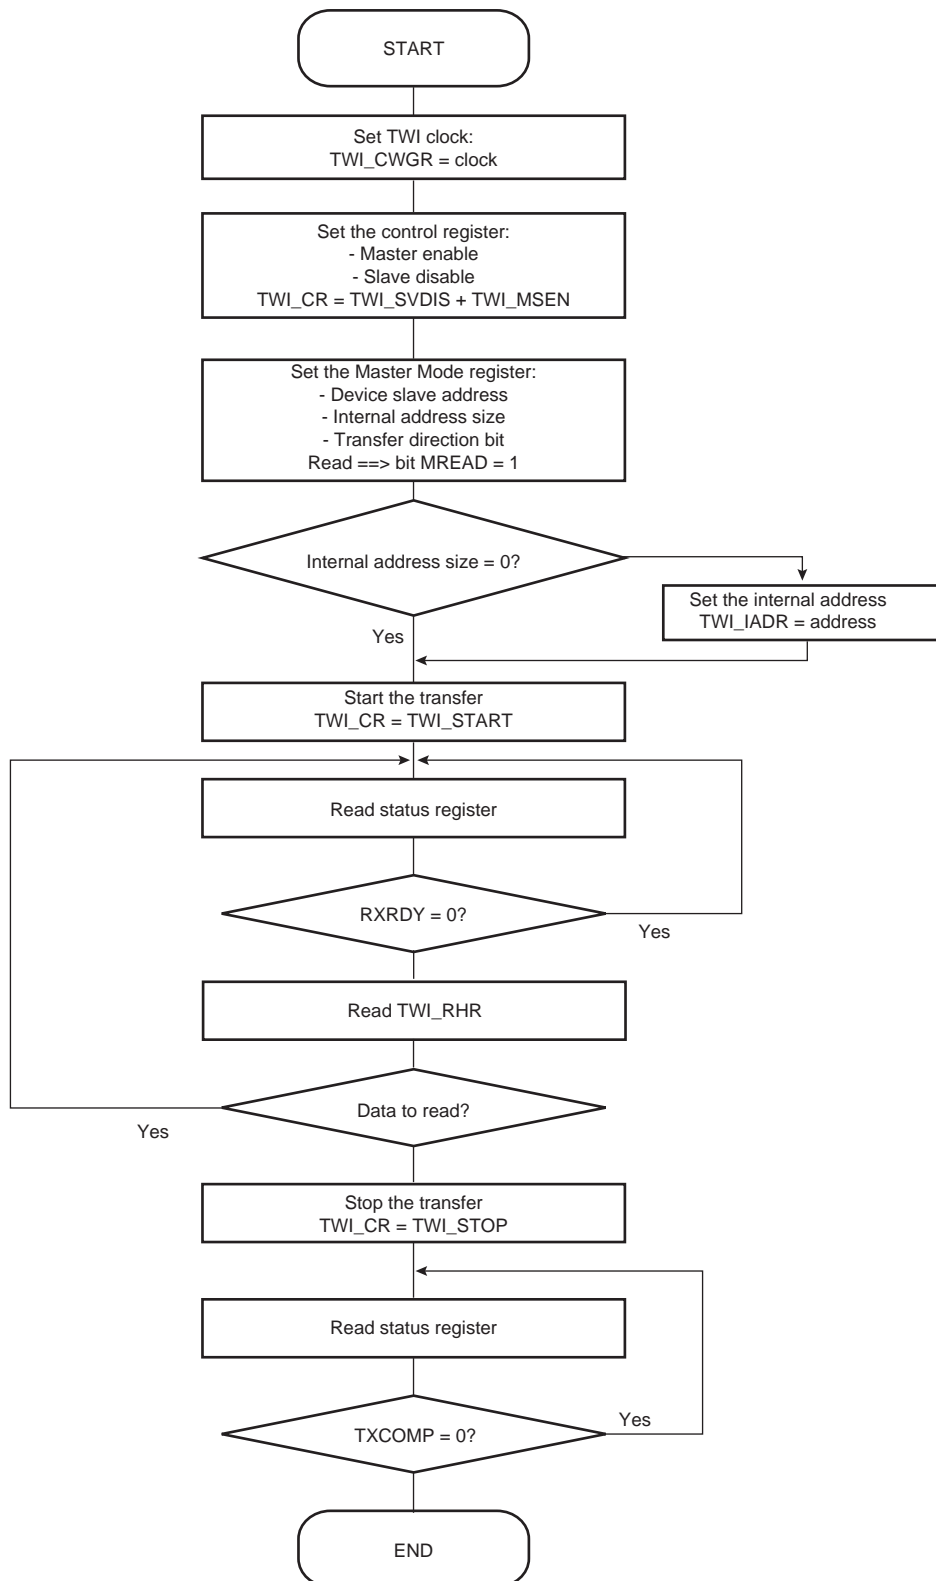 START
Set TWI clock:
TWI_CWGR = clock
Set the control register:
- Master enable
- Slave disable
TWI_CR = TWI_SVDIS + TWI_MSEN
Set the Master Mode register:
- Device slave address
- Internal address size
- Transfer direction bit
Read ==> bit MREAD = 1
Internal address size = 0?
Set the internal address
TWI_IADR = address
Yes
Start the transfer
TWI_CR = TWI_START
Read status register
RXRDY = 0?
Yes
Read TWI_RHR
Data to read?
Yes
Stop the transfer
TWI_CR = TWI_STOP
Read status register
TXCOMP = 0?
Yes
END